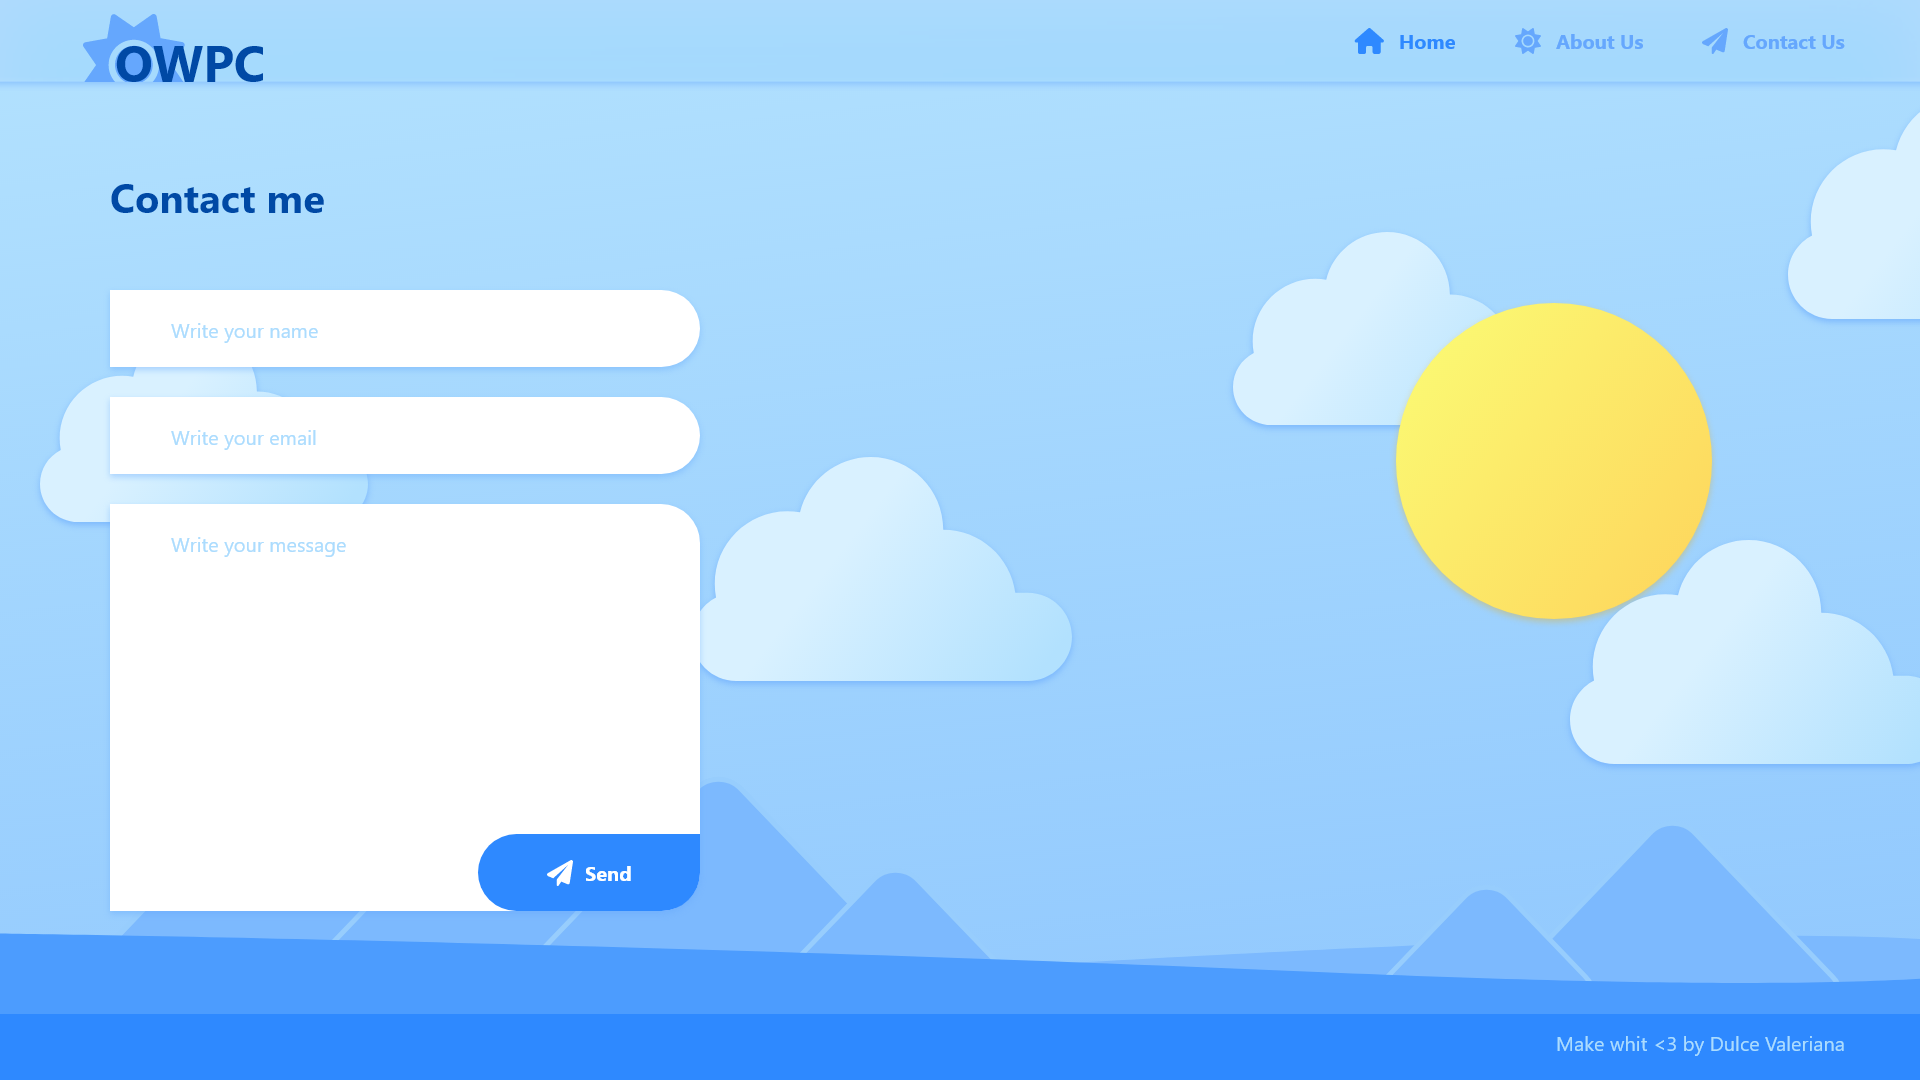 OWPC
Home
About Us
Contact Us
Contact me
Write your name
Write your email
Write your message
Send
Make whit <3 by Dulce Valeriana